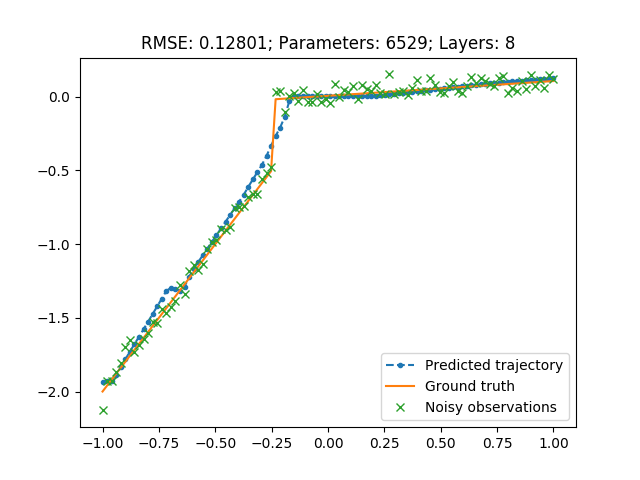 RMSE: 0.12801; Parameters: 6529; Layers: 8
0.0
−0.5
−1.0
−1.5
−2.0
Predicted trajectory
Ground truth
Noisy observations
−1.00 −0.75 −0.50 −0.25 0.00 0.25 0.50 0.75 1.00